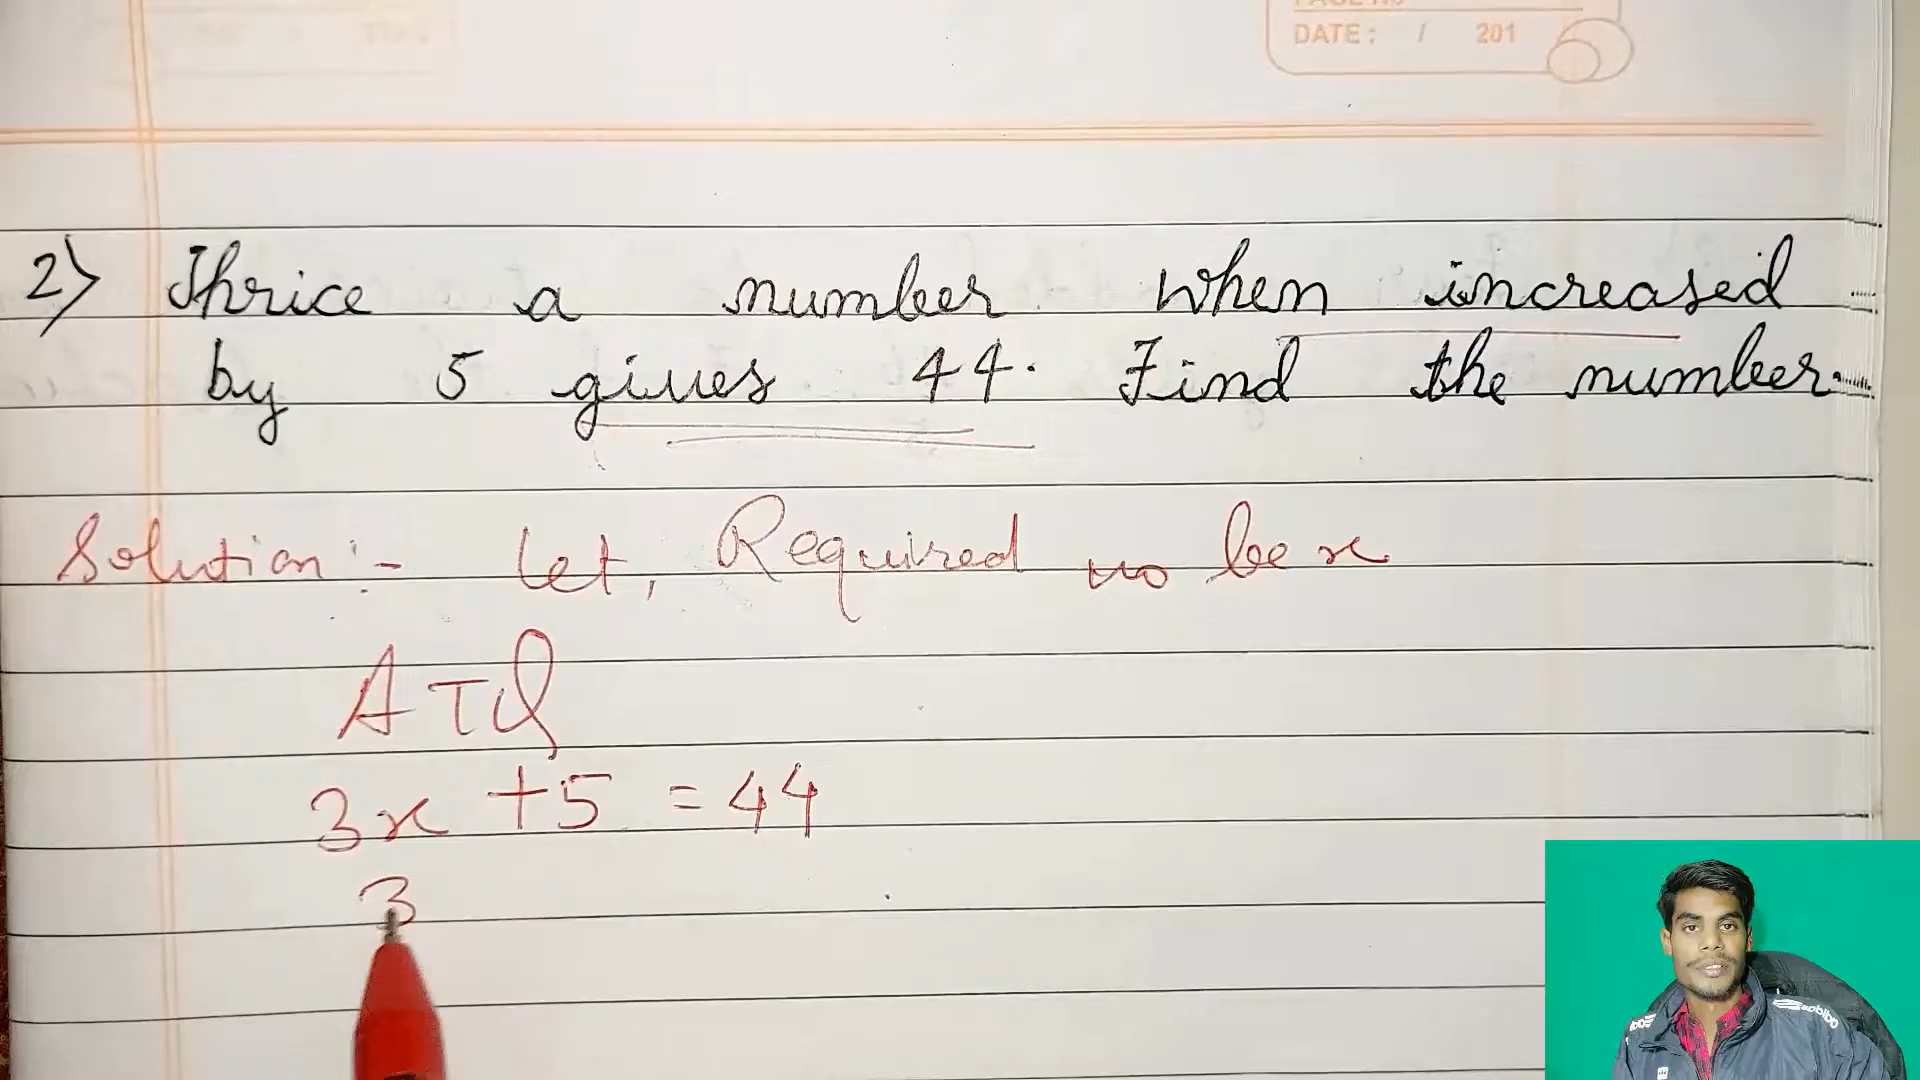 DATE : / 201
2) Thrice a number when increased
by 5 gives 44. Find the number.
Solution :- Let, Required no be x
ATQ
3x + 5 = 44
3